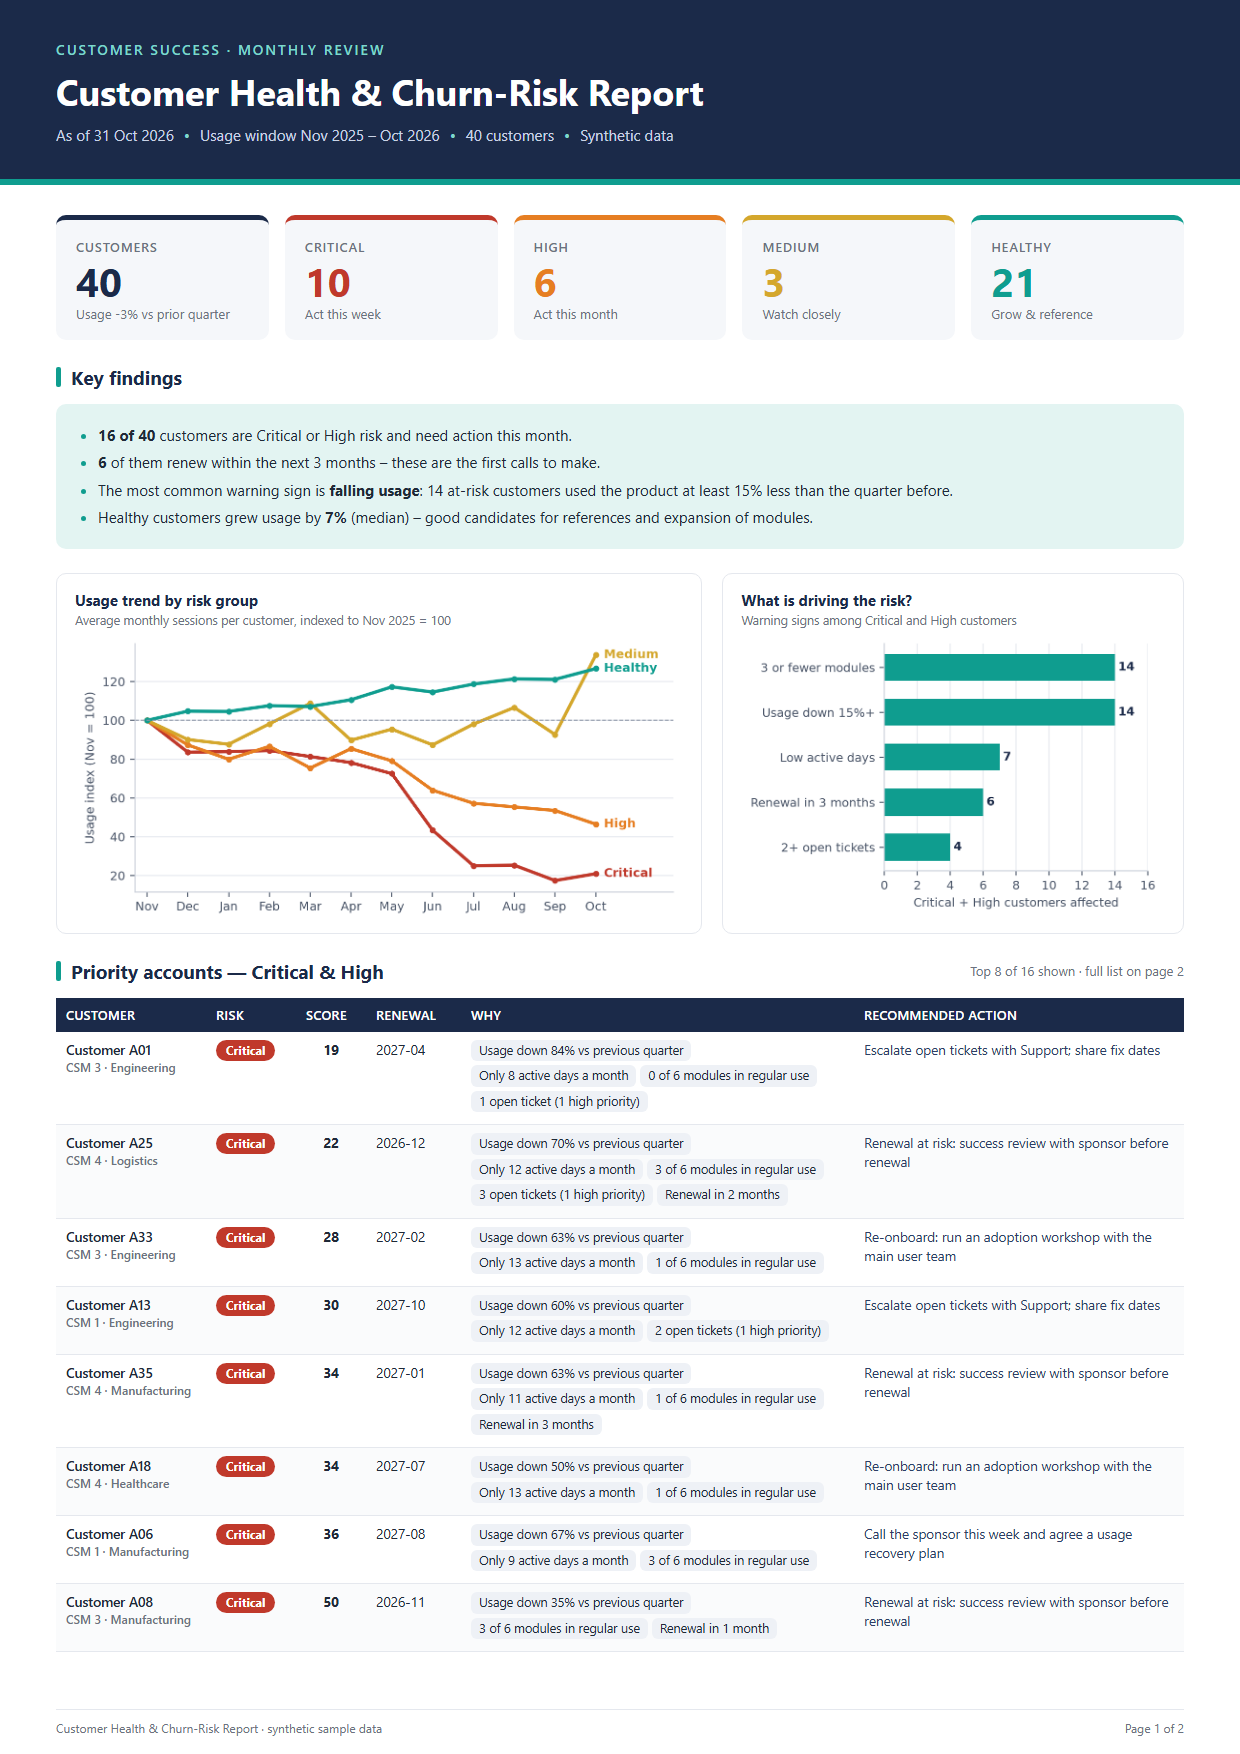 CUSTOMER SUCCESS · MONTHLY REVIEW
Customer Health & Churn-Risk Report
As of 31 Oct 2026 • Usage window Nov 2025 – Oct 2026 • 40 customers • Synthetic data
CUSTOMERS
40
Usage -3% vs prior quarter
CRITICAL
10
Act this week
HIGH
6
Act this month
MEDIUM
3
Watch closely
HEALTHY
21
Grow & reference
Key findings
• 16 of 40 customers are Critical or High risk and need action this month.
• 6 of them renew within the next 3 months – these are the first calls to make.
• The most common warning sign is falling usage: 14 at-risk customers used the product at least 15% less than the quarter before.
• Healthy customers grew usage by 7% (median) – good candidates for references and expansion of modules.
Usage trend by risk group
Average monthly sessions per customer, indexed to Nov 2025 = 100
Usage index (Nov = 100)
120
100
80
60
40
20
Medium
Healthy
High
Critical
Nov Dec Jan Feb Mar Apr May Jun Jul Aug Sep Oct
What is driving the risk?
Warning signs among Critical and High customers
3 or fewer modules 14
Usage down 15%+ 14
Low active days 7
Renewal in 3 months 6
2+ open tickets 4
0 2 4 6 8 10 12 14 16
Critical + High customers affected
Priority accounts — Critical & High
Top 8 of 16 shown · full list on page 2
CUSTOMER RISK SCORE RENEWAL WHY RECOMMENDED ACTION
Customer A01 Critical 19 2027-04 Usage down 84% vs previous quarter Escalate open tickets with Support; share fix dates
CSM 3 · Engineering
Only 8 active days a month 0 of 6 modules in regular use
1 open ticket (1 high priority)
Customer A25 Critical 22 2026-12 Usage down 70% vs previous quarter Renewal at risk: success review with sponsor before
CSM 4 · Logistics renewal
Only 12 active days a month 3 of 6 modules in regular use
3 open tickets (1 high priority) Renewal in 2 months
Customer A33 Critical 28 2027-02 Usage down 63% vs previous quarter Re-onboard: run an adoption workshop with the
CSM 3 · Engineering main user team
Only 13 active days a month 1 of 6 modules in regular use
Customer A13 Critical 30 2027-10 Usage down 60% vs previous quarter Escalate open tickets with Support; share fix dates
CSM 1 · Engineering
Only 12 active days a month 2 open tickets (1 high priority)
Customer A35 Critical 34 2027-01 Usage down 63% vs previous quarter Renewal at risk: success review with sponsor before
CSM 4 · Manufacturing renewal
Only 11 active days a month 1 of 6 modules in regular use
Renewal in 3 months
Customer A18 Critical 34 2027-07 Usage down 50% vs previous quarter Re-onboard: run an adoption workshop with the
CSM 4 · Healthcare main user team
Only 13 active days a month 1 of 6 modules in regular use
Customer A06 Critical 36 2027-08 Usage down 67% vs previous quarter Call the sponsor this week and agree a usage
CSM 1 · Manufacturing recovery plan
Only 9 active days a month 3 of 6 modules in regular use
Customer A08 Critical 50 2026-11 Usage down 35% vs previous quarter Renewal at risk: success review with sponsor before
CSM 3 · Manufacturing renewal
3 of 6 modules in regular use Renewal in 1 month
Customer Health & Churn-Risk Report · synthetic sample data
Page 1 of 2